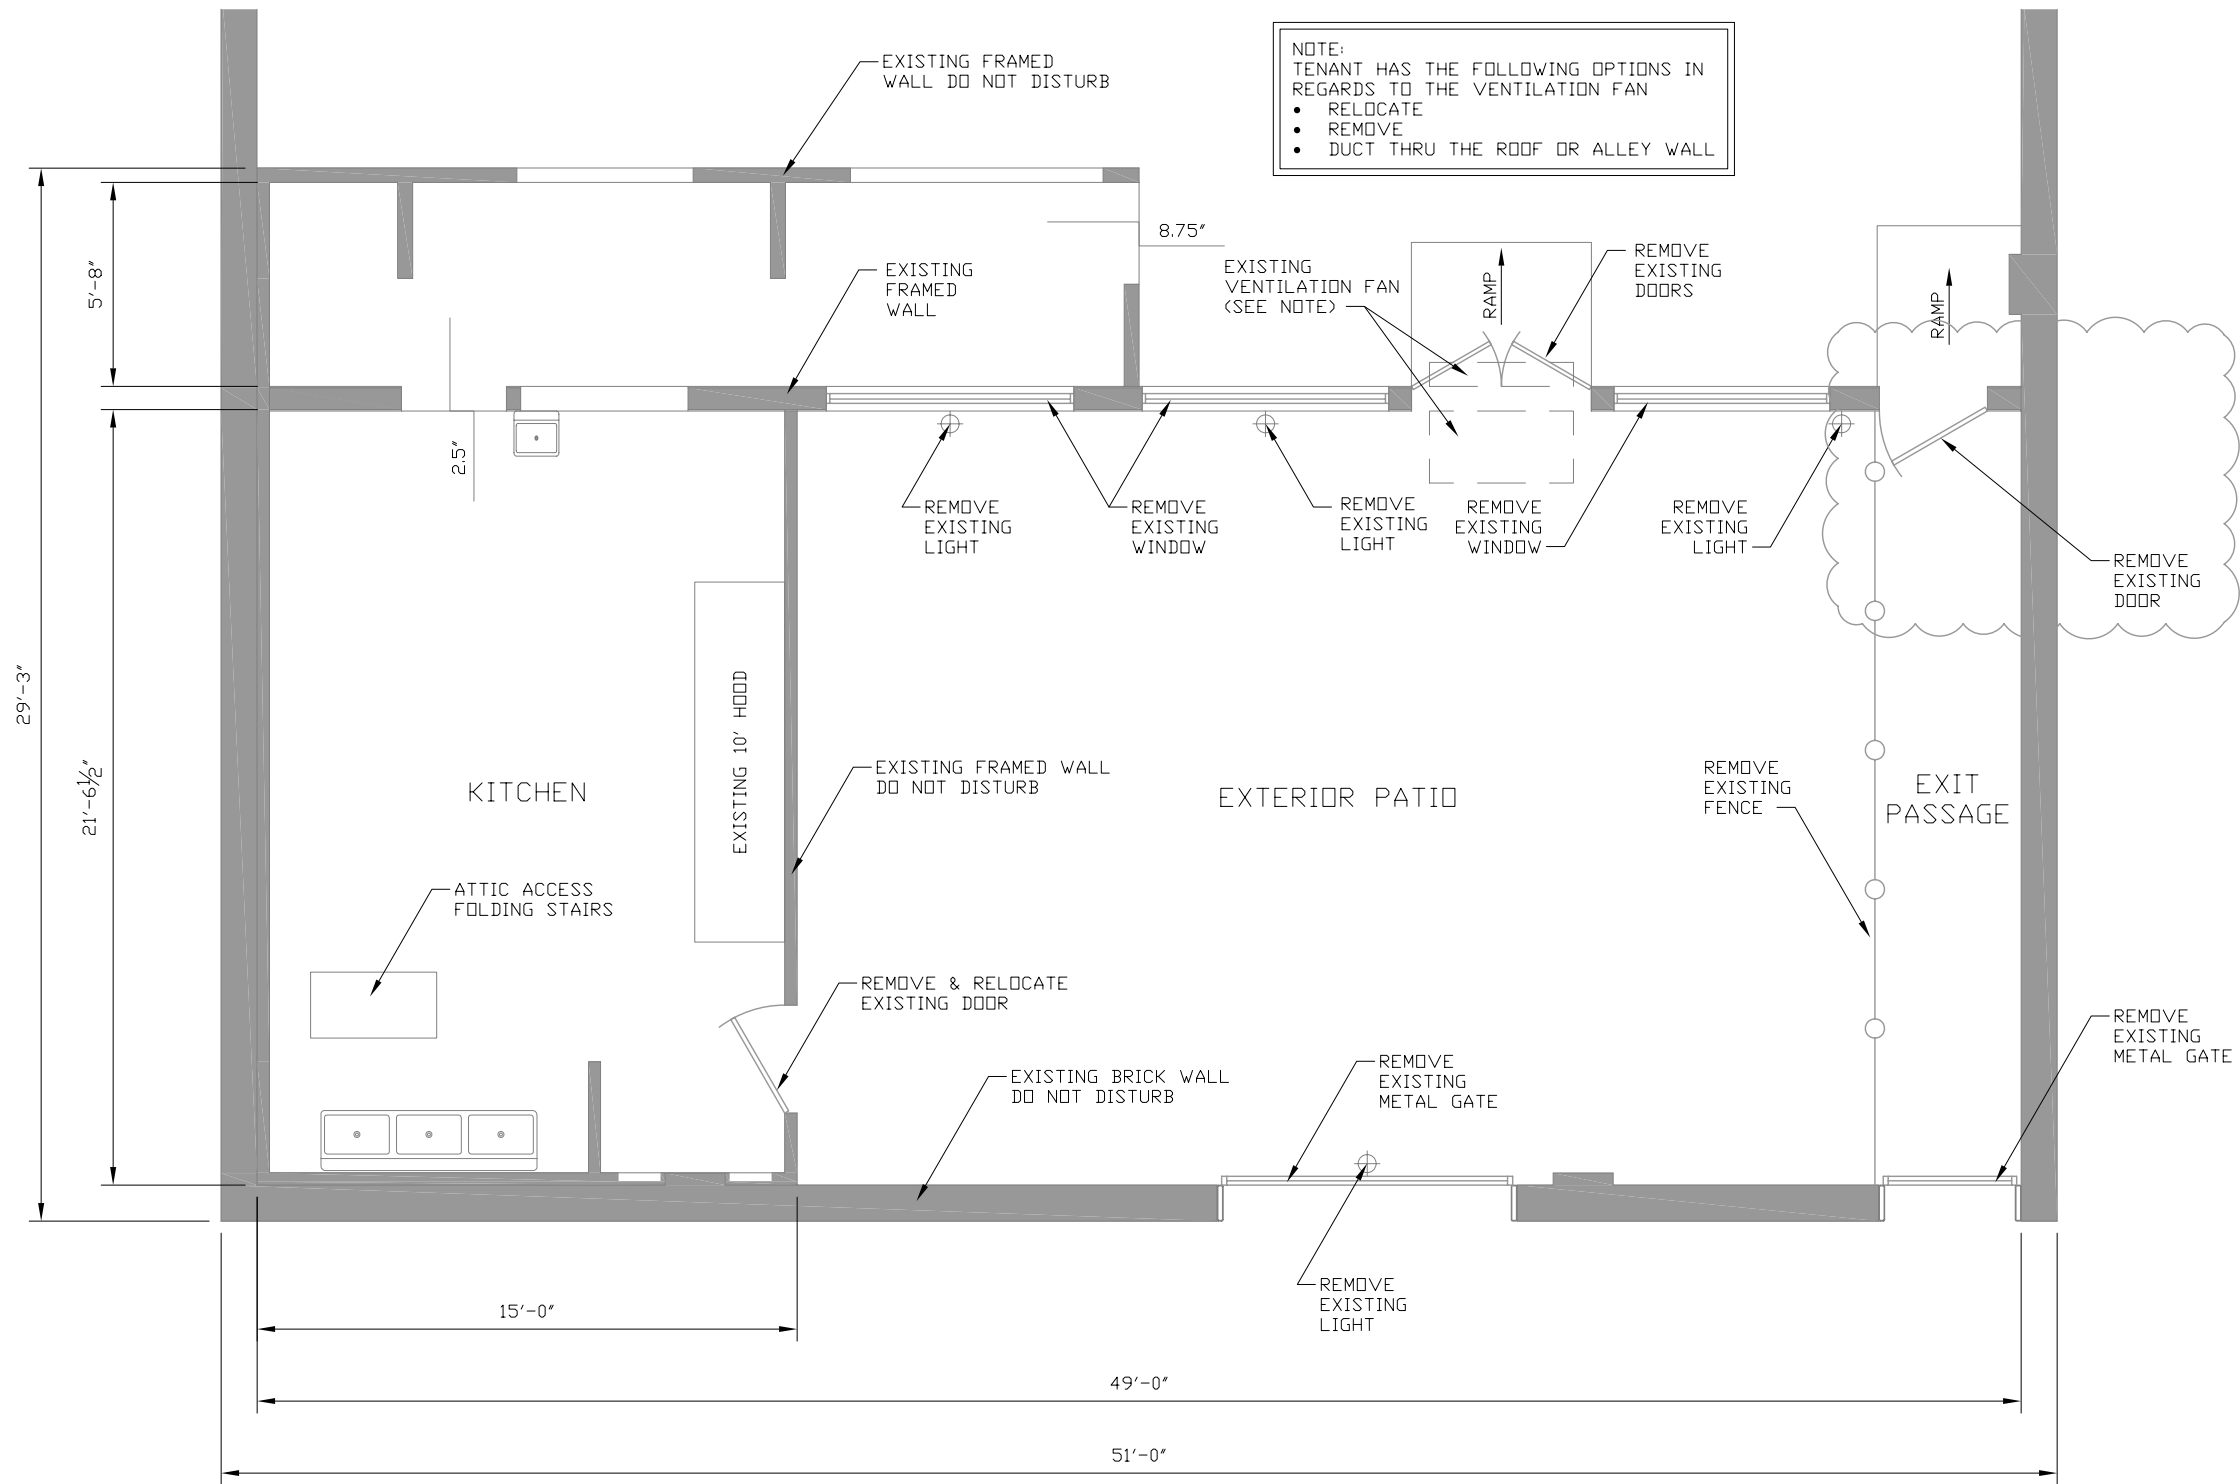 NOTE:
TENANT HAS THE FOLLOWING OPTIONS IN
REGARDS TO THE VENTILATION FAN
• RELOCATE
• REMOVE
• DUCT THRU THE ROOF OR ALLEY WALL
EXISTING FRAMED
WALL DO NOT DISTURB
8.75"
EXISTING
FRAMED
WALL
EXISTING
VENTILATION FAN
(SEE NOTE)
RAMP
REMOVE
EXISTING
DOORS
RAMP
5'-8"
2.5"
REMOVE
EXISTING
LIGHT
REMOVE
EXISTING
WINDOW
REMOVE
EXISTING
LIGHT
REMOVE
EXISTING
WINDOW
REMOVE
EXISTING
LIGHT
REMOVE
EXISTING
DOOR
29'-3"
21'-6½"
KITCHEN
EXISTING 10' HOOD
EXISTING FRAMED WALL
DO NOT DISTURB
EXTERIOR PATIO
REMOVE
EXISTING
FENCE
EXIT
PASSAGE
ATTIC ACCESS
FOLDING STAIRS
REMOVE & RELOCATE
EXISTING DOOR
EXISTING BRICK WALL
DO NOT DISTURB
REMOVE
EXISTING
METAL GATE
REMOVE
EXISTING
METAL GATE
REMOVE
EXISTING
LIGHT
15'-0"
49'-0"
51'-0"